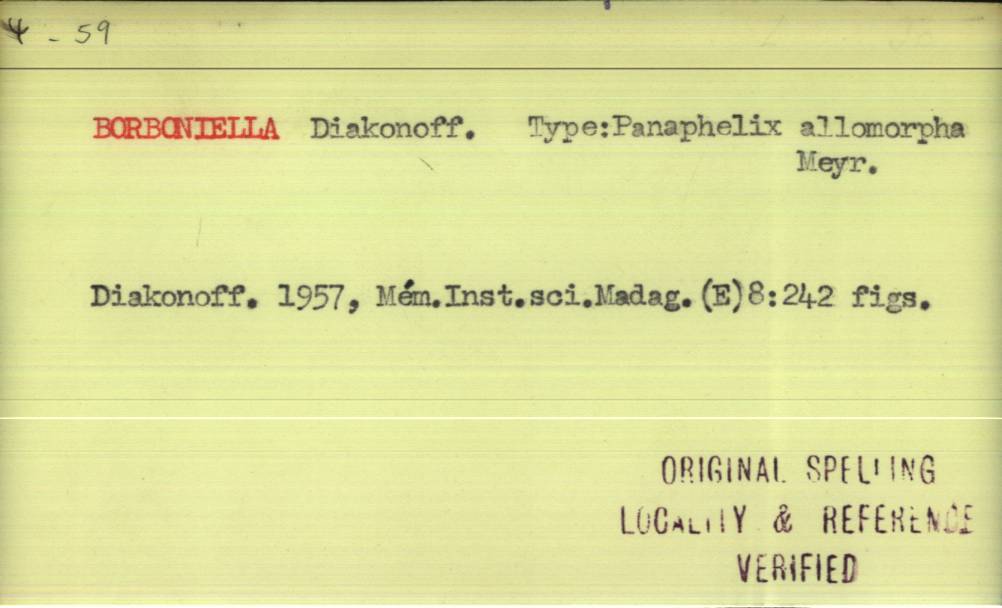 4 - 59
BORBONIELLA Diakonoff. Type:Panaphelix allomorpha
Meyr.
Diakonoff. 1957, Mém.Inst.sci.Madag.(E)8:242 figs.
ORIGINAL SPELLING
LOCALITY & REFERENCE
VERIFIED